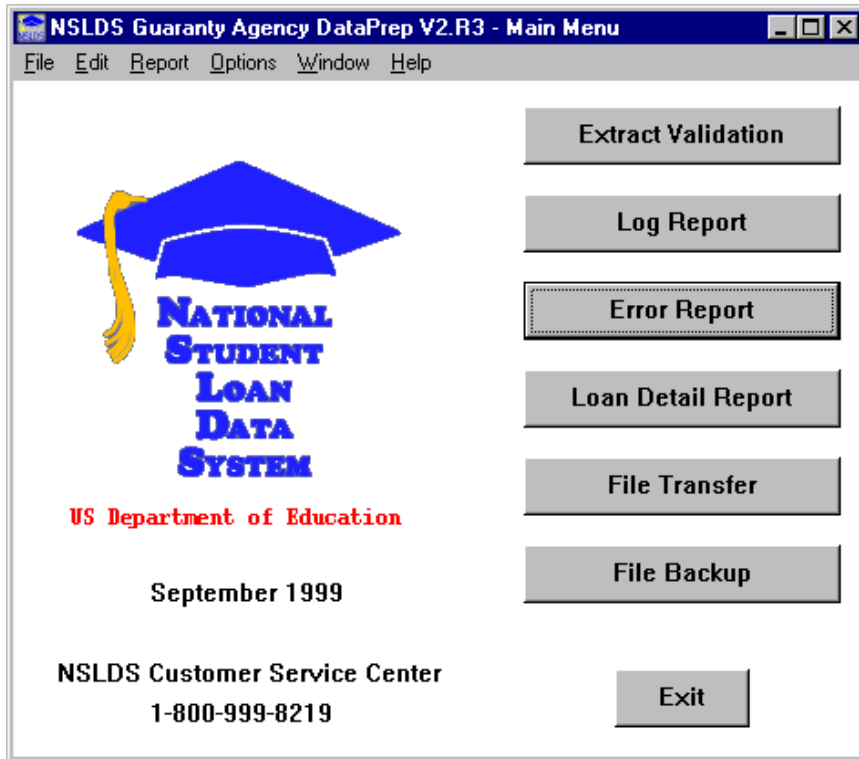 NSLDS Guaranty Agency DataPrep V2.R3 - Main Menu
File Edit Report Options Window Help
NSLDS
NATIONAL
STUDENT
LOAN
DATA
SYSTEM
US Department of Education
September 1999
NSLDS Customer Service Center
1-800-999-8219
Extract Validation
Log Report
Error Report
Loan Detail Report
File Transfer
File Backup
Exit